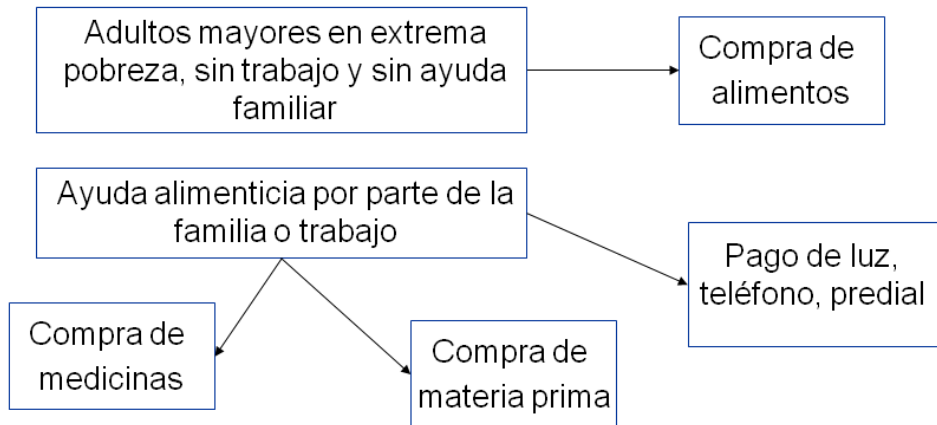 Adultos mayores en extrema
pobreza, sin trabajo y sin ayuda
familiar
Compra de
alimentos
Ayuda alimenticia por parte de la
familia o trabajo
Pago de luz,
teléfono, predial
Compra de
medicinas
Compra de
materia prima